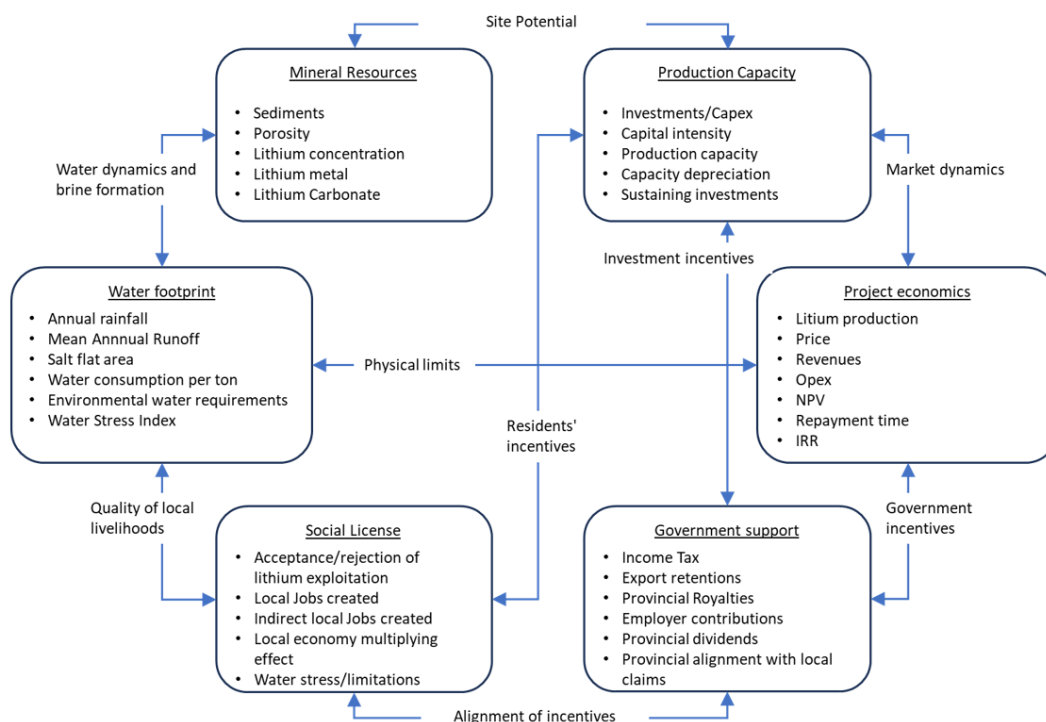 Site Potential
Mineral Resources
• Sediments
• Porosity
• Lithium concentration
• Lithium metal
• Lithium Carbonate
Production Capacity
• Investments/Capex
• Capital intensity
• Production capacity
• Capacity depreciation
• Sustaining investments
Water dynamics and
brine formation
Market dynamics
Investment incentives
Water footprint
• Annual rainfall
• Mean Annnual Runoff
• Salt flat area
• Water consumption per ton
• Environmental water requirements
• Water Stress Index
Physical limits
Project economics
• Litium production
• Price
• Revenues
• Opex
• NPV
• Repayment time
• IRR
Residents'
incentives
Quality of local
livelihoods
Government
incentives
Social License
• Acceptance/rejection of
lithium exploitation
• Local Jobs created
• Indirect local Jobs created
• Local economy multiplying
effect
• Water stress/limitations
Government support
• Income Tax
• Export retentions
• Provincial Royalties
• Employer contributions
• Provincial dividends
• Provincial alignment with local
claims
Alignment of incentives